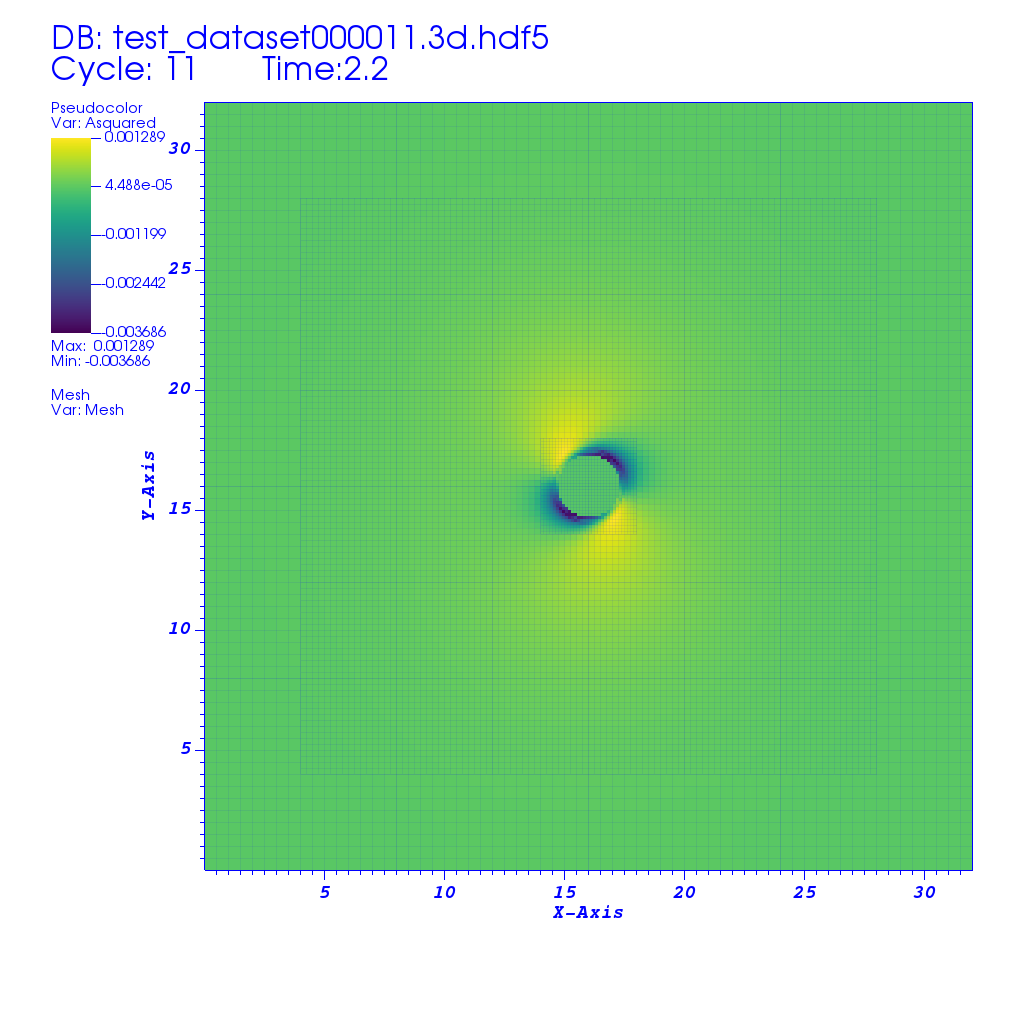 DB: test_dataset000011.3d.hdf5
Cycle: 11 Time:2.2
Pseudocolor
Var: Asquared
0.001289
4.488e-05
-0.001199
-0.002442
-0.003686
Max: 0.001289
Min: -0.003686
Mesh
Var: Mesh
30
25
20
15
10
5
Y-Axis
5 10 15 20 25 30
X-Axis